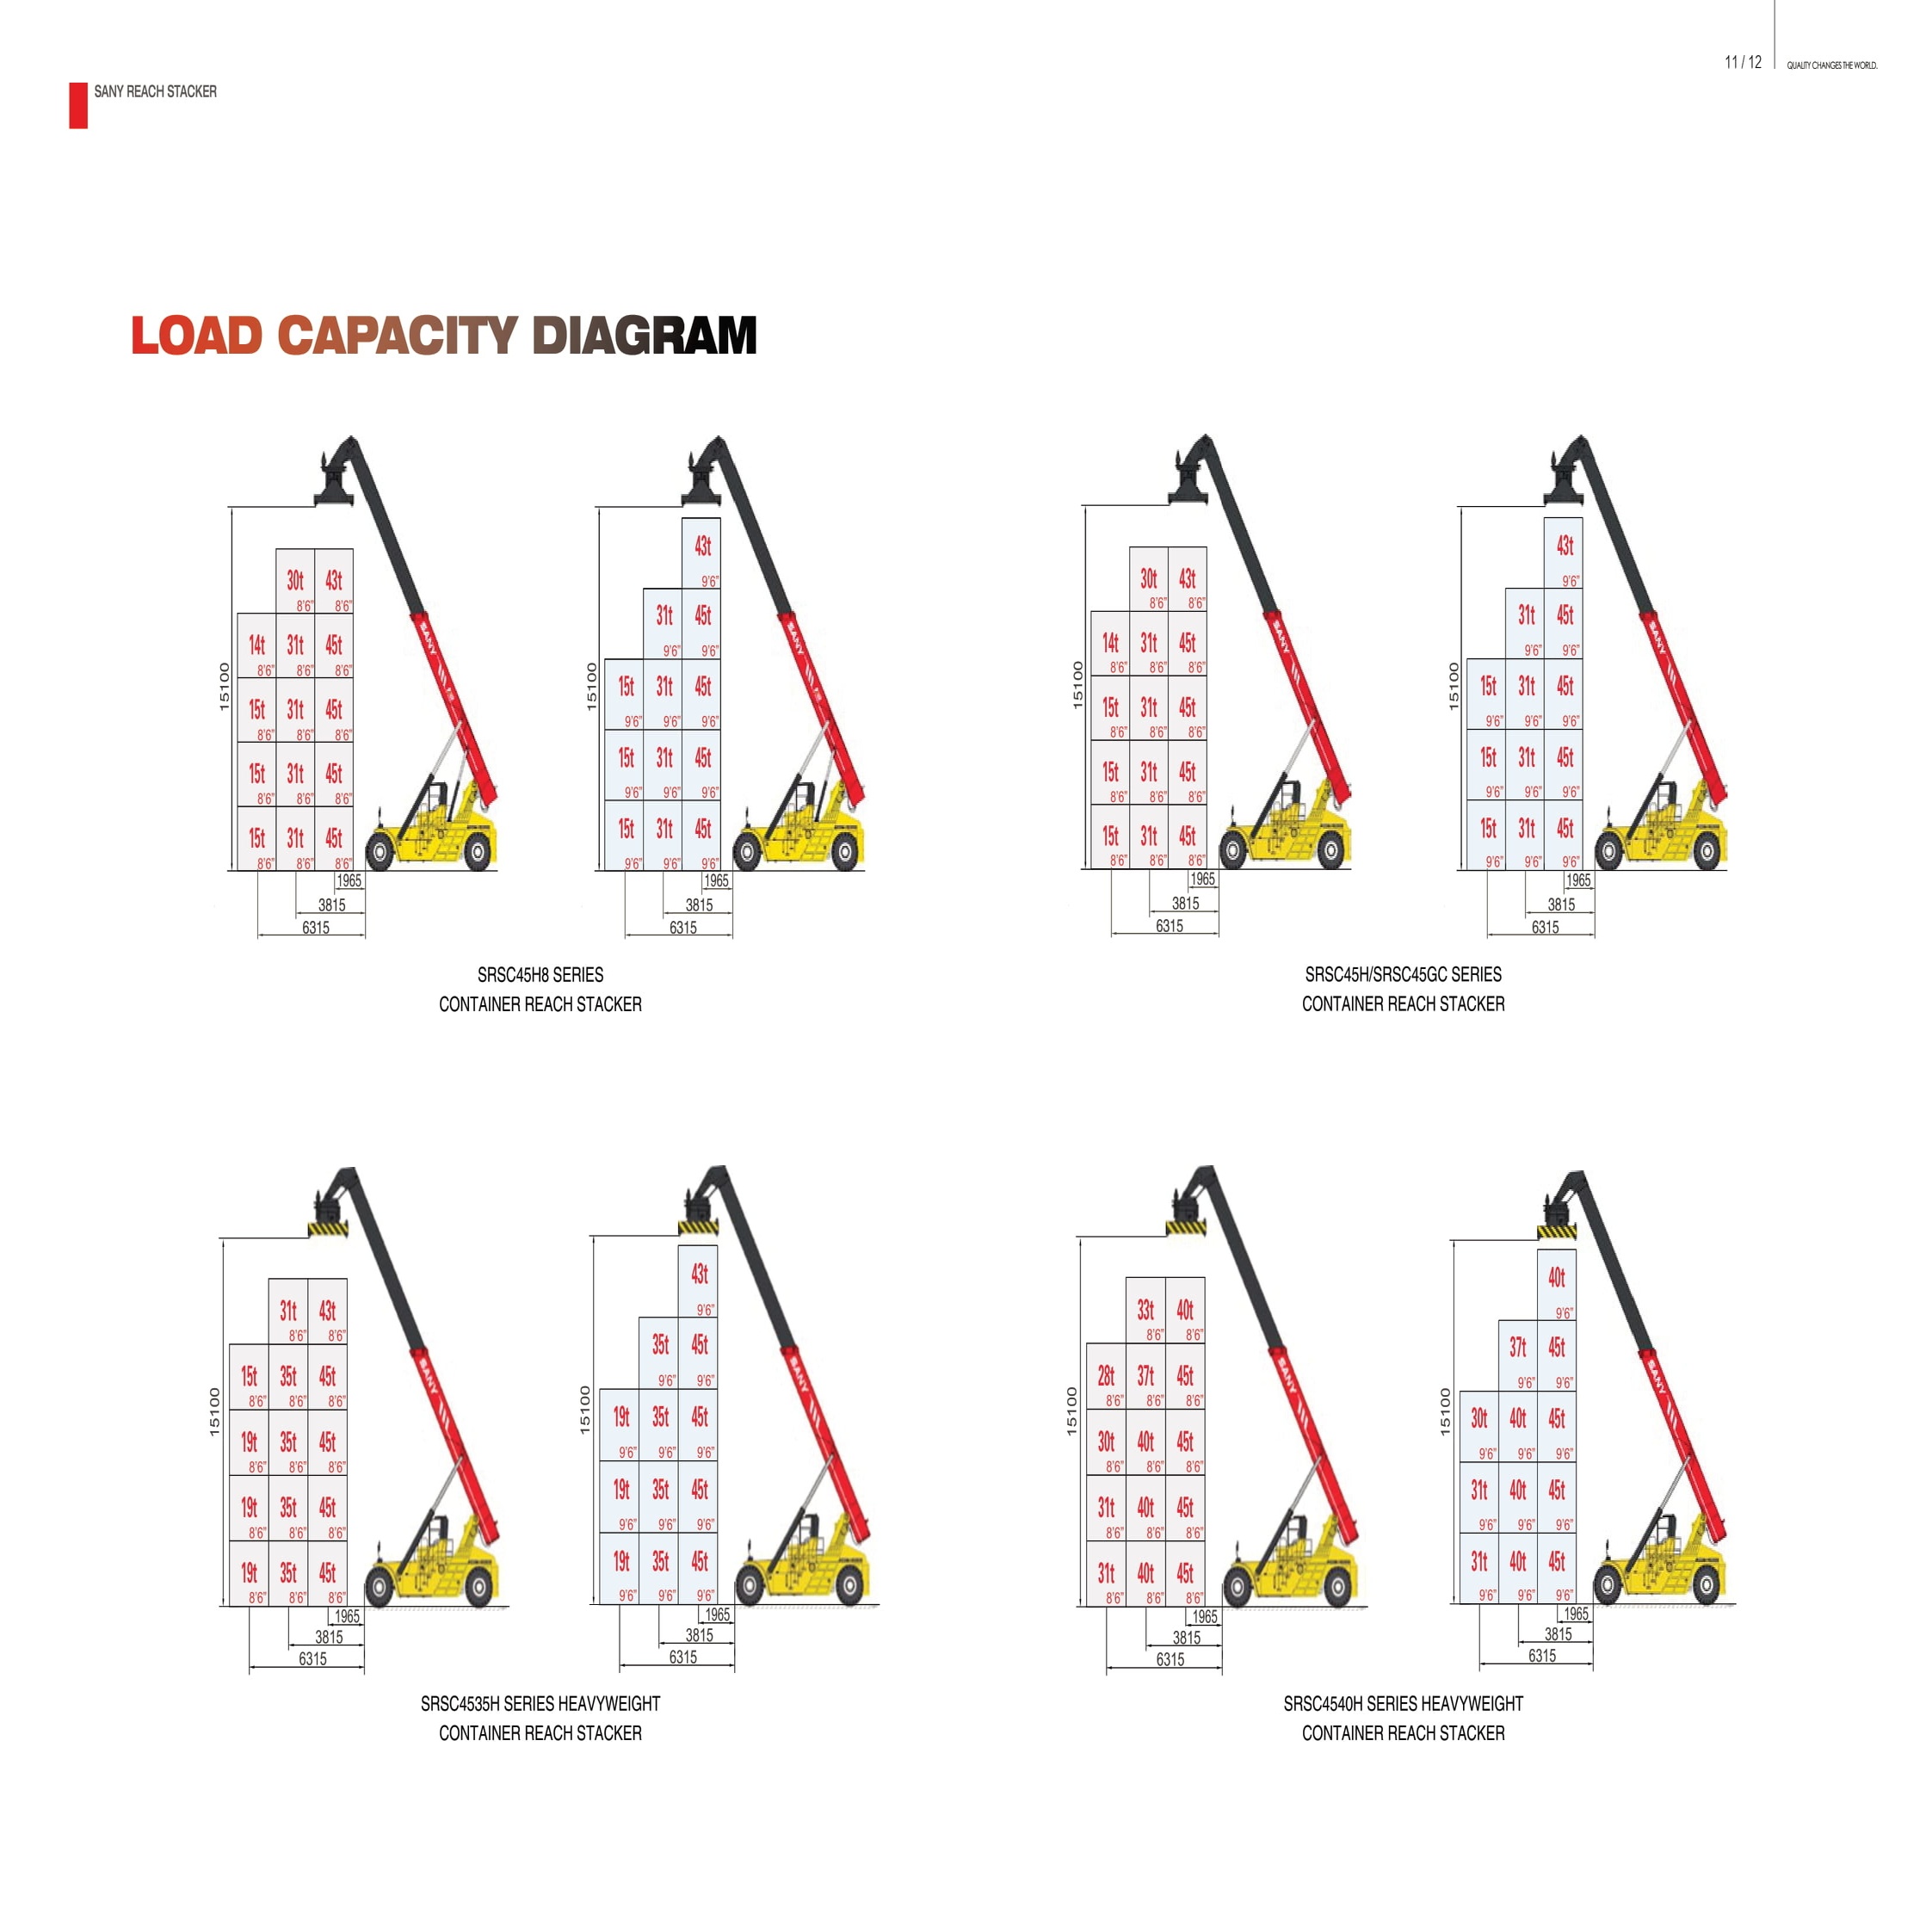 11 / 12
QUALITY CHANGES THE WORLD.
SANY REACH STACKER
LOAD CAPACITY DIAGRAM
30t 43t
8'6" 8'6"
14t 31t 45t
8'6" 8'6" 8'6"
15t 31t 45t
8'6" 8'6" 8'6"
15t 31t 45t
8'6" 8'6" 8'6"
15t 31t 45t
8'6" 8'6" 8'6"
15100
SANY
1965
3815
6315
43t
9'6"
31t 45t
9'6" 9'6"
15t 31t 45t
9'6" 9'6" 9'6"
15t 31t 45t
9'6" 9'6" 9'6"
15t 31t 45t
9'6" 9'6" 9'6"
15100
SANY
1965
3815
6315
SRSC45H8 SERIES
CONTAINER REACH STACKER
30t 43t
8'6" 8'6"
14t 31t 45t
8'6" 8'6" 8'6"
15t 31t 45t
8'6" 8'6" 8'6"
15t 31t 45t
8'6" 8'6" 8'6"
15t 31t 45t
8'6" 8'6" 8'6"
15100
SANY
1965
3815
6315
43t
9'6"
31t 45t
9'6" 9'6"
15t 31t 45t
9'6" 9'6" 9'6"
15t 31t 45t
9'6" 9'6" 9'6"
15t 31t 45t
9'6" 9'6" 9'6"
15100
SANY
1965
3815
6315
SRSC45H/SRSC45GC SERIES
CONTAINER REACH STACKER
31t 43t
8'6" 8'6"
15t 35t 45t
8'6" 8'6" 8'6"
19t 35t 45t
8'6" 8'6" 8'6"
19t 35t 45t
8'6" 8'6" 8'6"
19t 35t 45t
8'6" 8'6" 8'6"
15100
SANY
1965
3815
6315
43t
9'6"
35t 45t
9'6" 9'6"
19t 35t 45t
9'6" 9'6" 9'6"
19t 35t 45t
9'6" 9'6" 9'6"
19t 35t 45t
9'6" 9'6" 9'6"
15100
SANY
1965
3815
6315
SRSC4535H SERIES HEAVYWEIGHT
CONTAINER REACH STACKER
33t 40t
8'6" 8'6"
28t 37t 45t
8'6" 8'6" 8'6"
30t 40t 45t
8'6" 8'6" 8'6"
31t 40t 45t
8'6" 8'6" 8'6"
31t 40t 45t
8'6" 8'6" 8'6"
15100
SANY
1965
3815
6315
40t
9'6"
37t 45t
9'6" 9'6"
30t 40t 45t
9'6" 9'6" 9'6"
31t 40t 45t
9'6" 9'6" 9'6"
31t 40t 45t
9'6" 9'6" 9'6"
15100
SANY
1965
3815
6315
SRSC4540H SERIES HEAVYWEIGHT
CONTAINER REACH STACKER